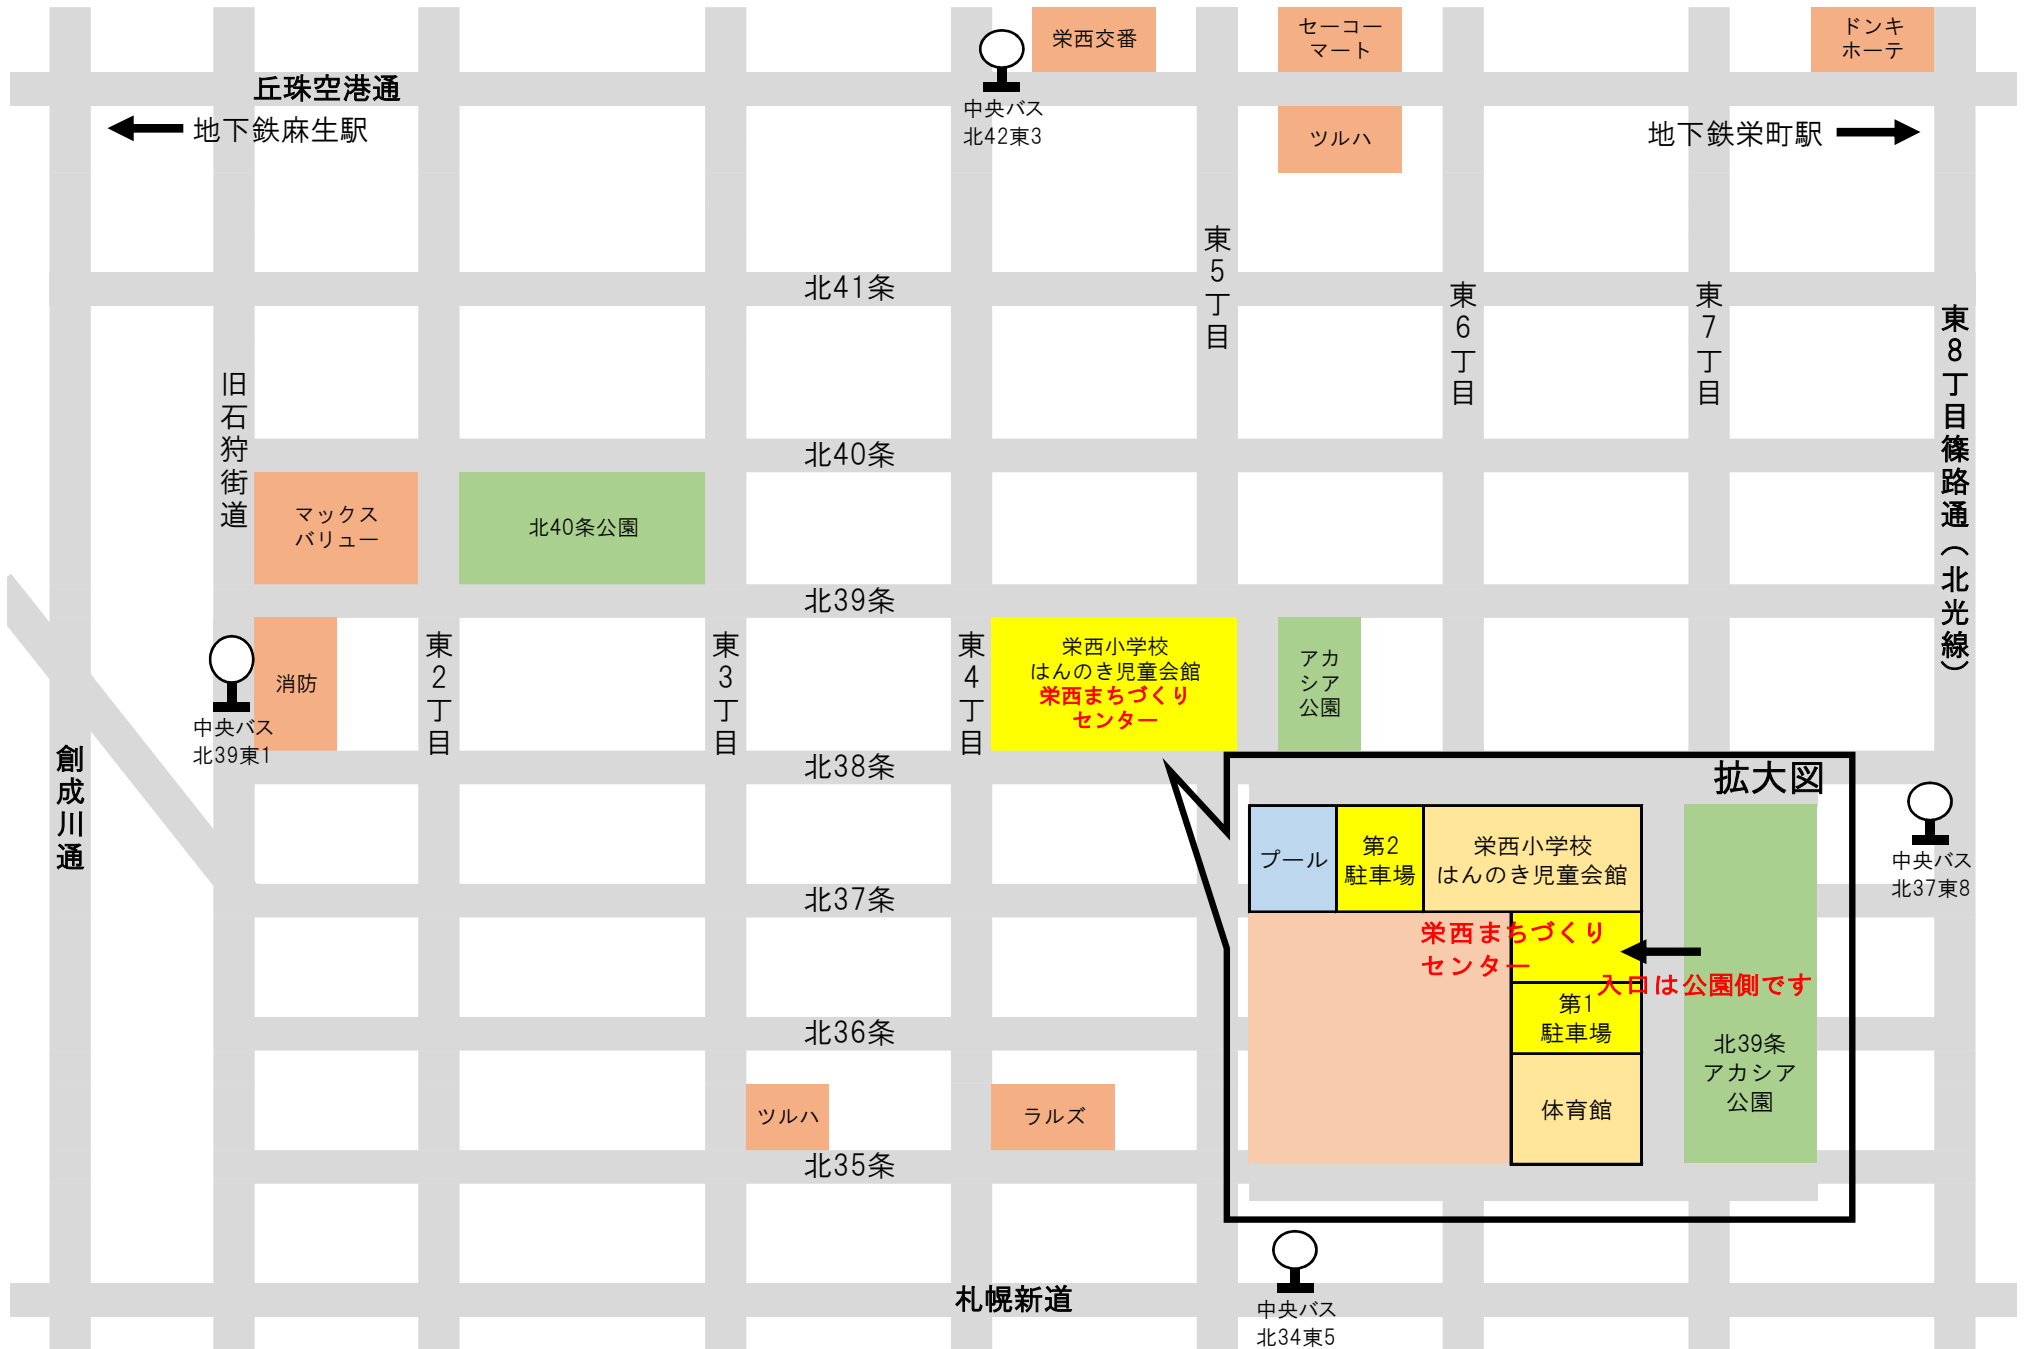 栄西交番
セーコー
マート
ドンキ
ホーテ
丘珠空港通
中央バス
北42東3
地下鉄麻生駅
ツルハ
地下鉄栄町駅
北41条
東5丁目
東6丁目
東7丁目
東8丁目篠路通（北光線）
旧石狩街道
北40条
マックス
バリュー
北40条公園
北39条
消防
中央バス
北39東1
東2丁目
東3丁目
東4丁目
栄西小学校
はんのき児童会館
栄西まちづくり
センター
アカ
シア
公園
創成川通
北38条
拡大図
プール
第2
駐車場
栄西小学校
はんのき児童会館
中央バス
北37東8
北37条
栄西まちづくり
センター
入口は公園側です
第1
駐車場
北36条
北39条
アカシア
公園
体育館
ツルハ
ラルズ
北35条
札幌新道
中央バス
北34東5